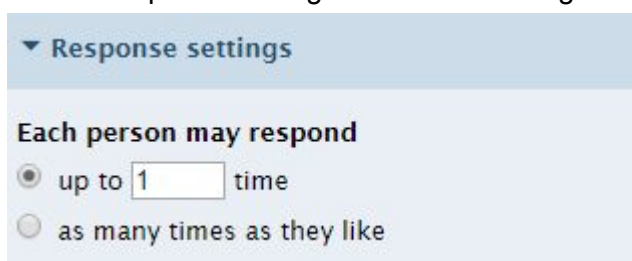 Response settings
Each person may respond
up to 1 time
as many times as they like